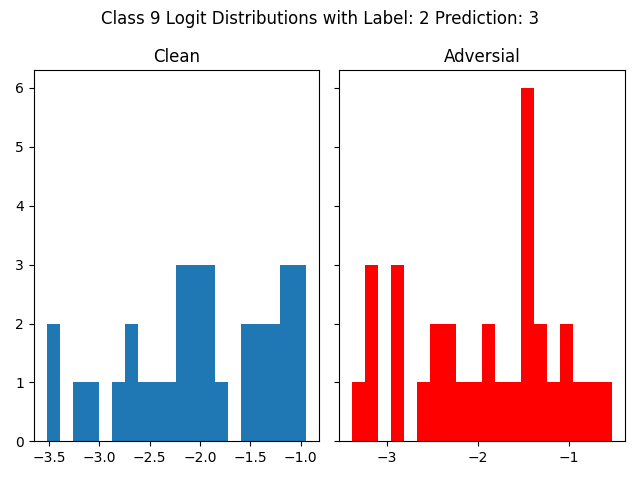 Class 9 Logit Distributions with Label: 2 Prediction: 3
Clean
Adversial
6
5
4
3
2
1
0
−3.5 −3.0 −2.5 −2.0 −1.5 −1.0
−3 −2 −1